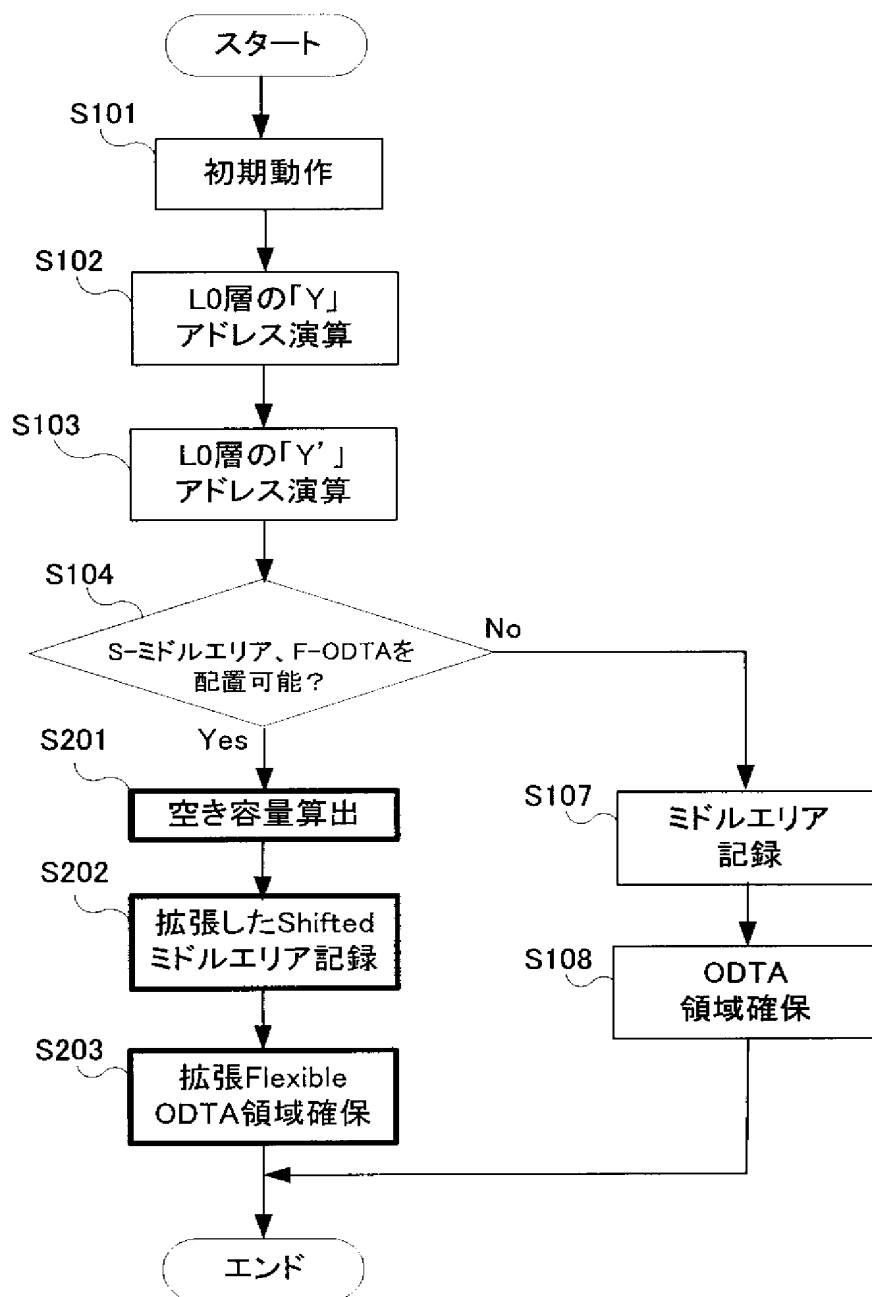 スタート
S101
初期動作
S102
L0層の「Y」
アドレス演算
S103
L0層の「Y'」
アドレス演算
S104
S-ミドルエリア、F-ODTAを
配置可能?
No
Yes
S201
空き容量算出
S202
拡張したShifted
ミドルエリア記録
S203
拡張Flexible
ODTA領域確保
S107
ミドルエリア
記録
S108
ODTA
領域確保
エンド